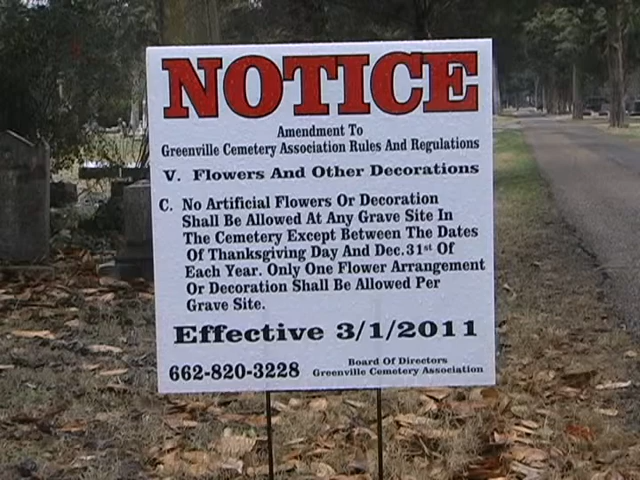 NOTICE
Amendment To
Greenville Cemetery Association Rules And Regulations
V. Flowers And Other Decorations
C. No Artificial Flowers Or Decoration
Shall Be Allowed At Any Grave Site In
The Cemetery Except Between The Dates
Of Thanksgiving Day And Dec.31st Of
Each Year. Only One Flower Arrangement
Or Decoration Shall Be Allowed Per
Grave Site.
Effective 3/1/2011
662-820-3228
Board Of Directors
Greenville Cemetery Association